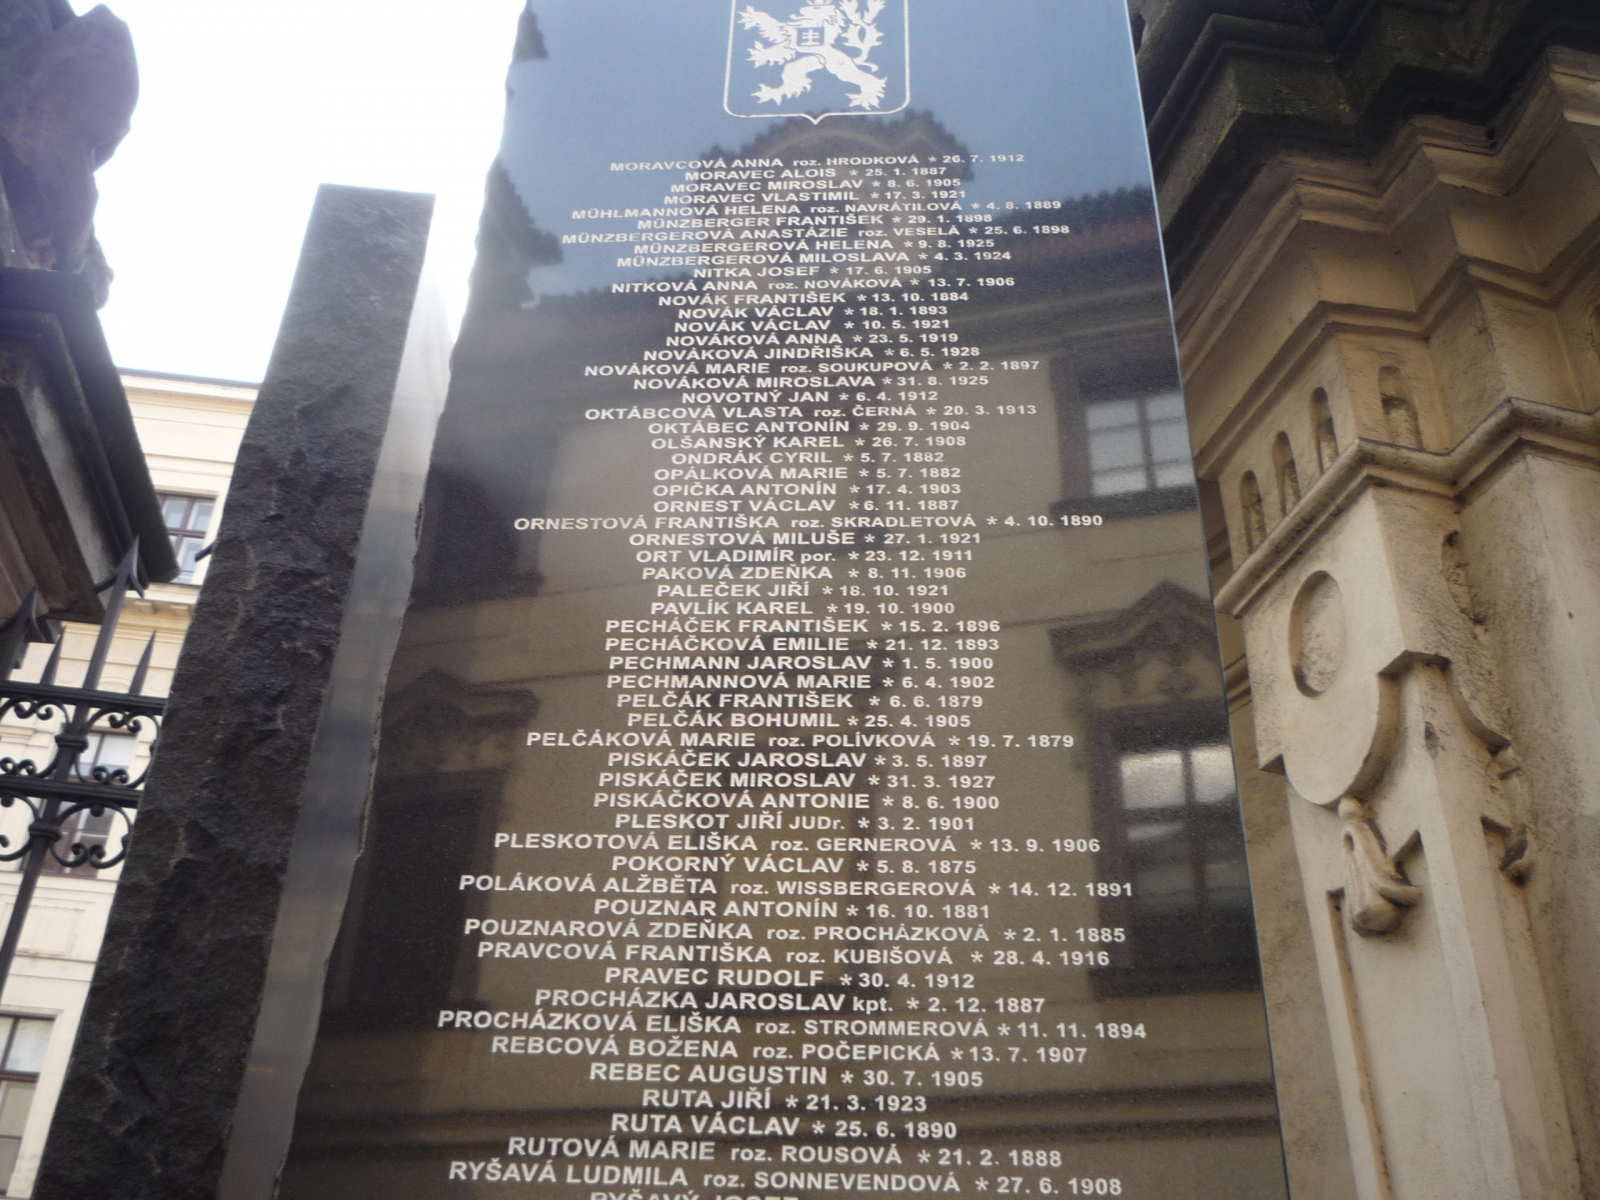 MORAVCOVÁ ANNA roz. HRODKOVÁ * 26. 7. 1912
MORAVEC ALOIS * 25. 1. 1887
MORAVEC MIROSLAV * 8. 6. 1905
MORAVEC VLASTIMIL * 17. 3. 1921
MÜHLMANNOVÁ HELENA roz. NAVRÁTILOVÁ * 4. 8. 1889
MÜNZBERGER FRANTIŠEK * 29. 1. 1898
MÜNZBERGEROVÁ ANASTÁZIE roz. VESELÁ * 25. 6. 1898
MÜNZBERGEROVÁ HELENA * 9. 8. 1925
MÜNZBERGEROVÁ MILOSLAVA * 4. 3. 1924
NITKA JOSEF * 17. 6. 1905
NITKOVÁ ANNA roz. NOVÁKOVÁ * 13. 7. 1906
NOVÁK FRANTIŠEK * 13. 10. 1884
NOVÁK VÁCLAV * 18. 1. 1893
NOVÁK VÁCLAV * 10. 5. 1921
NOVÁKOVÁ ANNA * 23. 5. 1919
NOVÁKOVÁ JINDŘIŠKA * 6. 5. 1928
NOVÁKOVÁ MARIE roz. SOUKUPOVÁ * 2. 2. 1897
NOVÁKOVÁ MIROSLAVA * 31. 8. 1925
NOVOTNÝ JAN * 6. 4. 1912
OKTÁBCOVÁ VLASTA roz. ČERNÁ * 20. 3. 1913
OKTÁBEC ANTONÍN * 29. 9. 1904
OLŠANSKÝ KAREL * 26. 7. 1908
ONDRÁK CYRIL * 5. 7. 1882
OPÁLKOVÁ MARIE * 5. 7. 1882
OPIČKA ANTONÍN * 17. 4. 1903
ORNEST VÁCLAV * 6. 11. 1887
ORNESTOVÁ FRANTIŠKA roz. SKRADLETOVÁ * 4. 10. 1890
ORNESTOVÁ MILUŠE * 27. 1. 1921
ORT VLADIMÍR por. * 23. 12. 1911
PAKOVÁ ZDEŇKA * 8. 11. 1906
PALEČEK JIŘÍ * 18. 10. 1921
PAVLÍK KAREL * 19. 10. 1900
PECHÁČEK FRANTIŠEK * 15. 2. 1896
PECHÁČKOVÁ EMILIE * 21. 12. 1893
PECHMANN JAROSLAV * 1. 5. 1900
PECHMANNOVÁ MARIE * 6. 4. 1902
PELČÁK FRANTIŠEK * 6. 6. 1879
PELČÁK BOHUMIL * 25. 4. 1905
PELČÁKOVÁ MARIE roz. POLÍVKOVÁ * 19. 7. 1879
PISKÁČEK JAROSLAV * 3. 5. 1897
PISKÁČEK MIROSLAV * 31. 3. 1927
PISKÁČKOVÁ ANTONIE * 8. 6. 1900
PLESKOT JIŘÍ JUDr. * 3. 2. 1901
PLESKOTOVÁ ELIŠKA roz. GERNEROVÁ * 13. 9. 1906
POKORNÝ VÁCLAV * 5. 8. 1875
POLÁKOVÁ ALŽBĚTA roz. WISSBERGEROVÁ * 14. 12. 1891
POUZNAR ANTONÍN * 16. 10. 1881
POUZNAROVÁ ZDEŇKA roz. PROCHÁZKOVÁ * 2. 1. 1885
PRAVCOVÁ FRANTIŠKA roz. KUBIŠOVÁ * 28. 4. 1916
PRAVEC RUDOLF * 30. 4. 1912
PROCHÁZKA JAROSLAV kpt. * 2. 12. 1887
PROCHÁZKOVÁ ELIŠKA roz. STROMMEROVÁ * 11. 11. 1894
REBCOVÁ BOŽENA roz. POČEPICKÁ * 13. 7. 1907
REBEC AUGUSTIN * 30. 7. 1905
RUTA JIŘÍ * 21. 3. 1923
RUTA VÁCLAV * 25. 6. 1890
RUTOVÁ MARIE roz. ROUSOVÁ * 21. 2. 1888
RYŠAVÁ LUDMILA roz. SONNEVENDOVÁ * 27. 6. 1908
RYŠAVÝ JOSEF